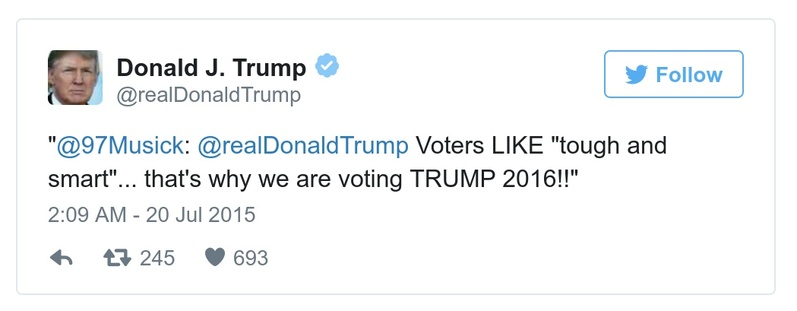 Donald J. Trump
@realDonaldTrump
Follow
"@97Musick: @realDonaldTrump Voters LIKE "tough and
smart"... that's why we are voting TRUMP 2016!!"
2:09 AM - 20 Jul 2015
245 693